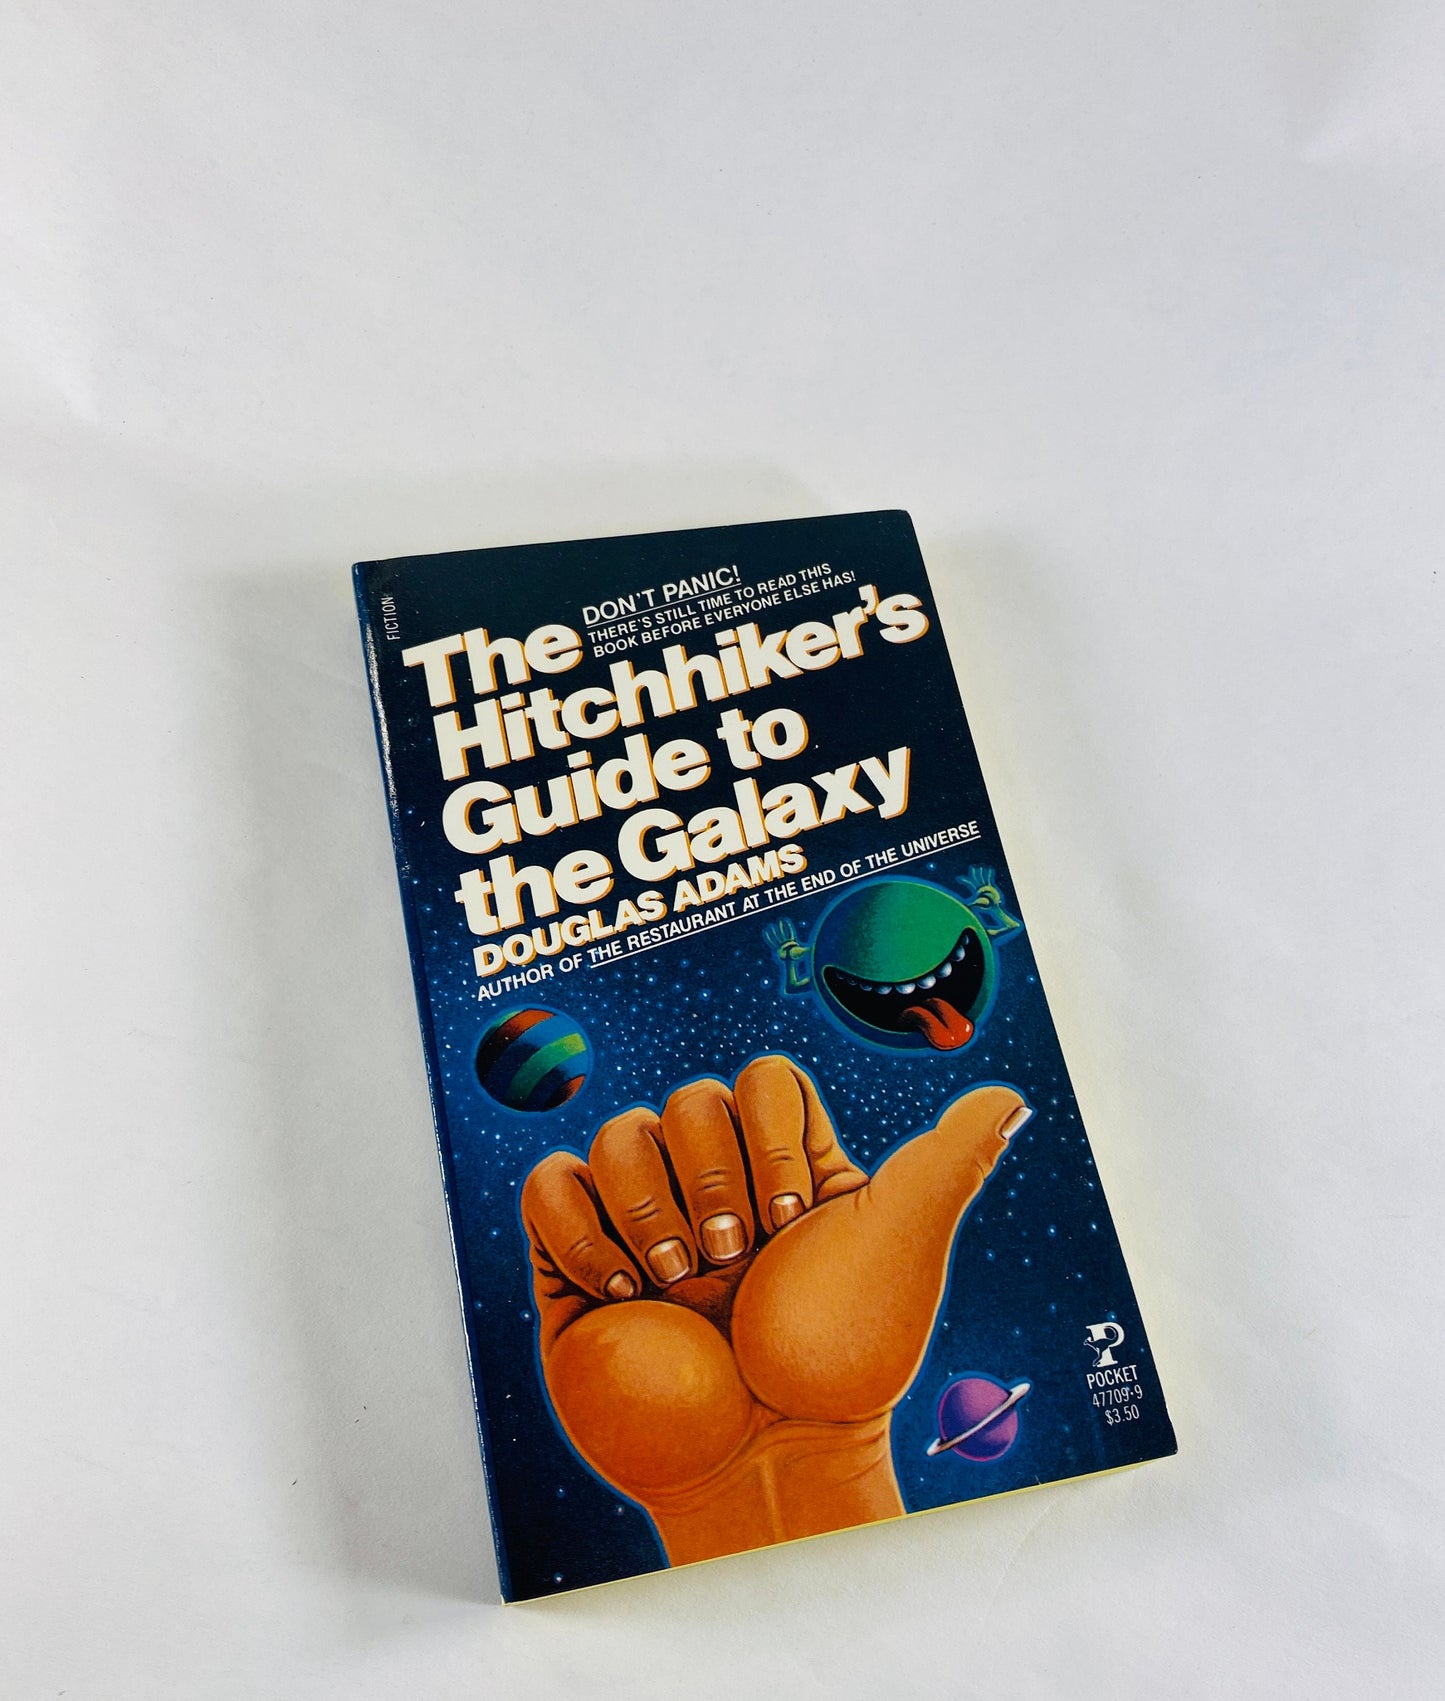 FICTION
DON'T PANIC!
THERE'S STILL TIME TO READ THIS
BOOK BEFORE EVERYONE ELSE HAS!
The
Hitchhiker's
Guide to
the Galaxy
DOUGLAS ADAMS
AUTHOR OF THE RESTAURANT AT THE END OF THE UNIVERSE
P
POCKET
47709-9
$3.50